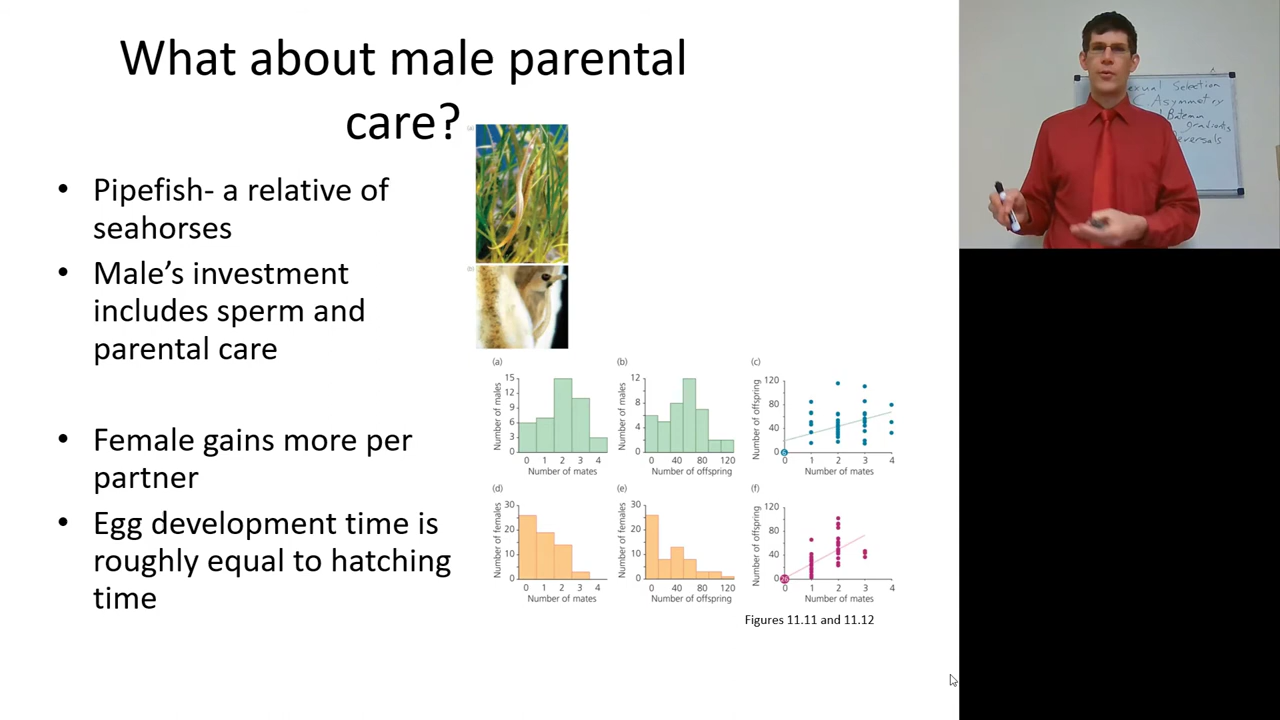 What about male parental
care?
• Pipefish- a relative of
seahorses
• Male's investment
includes sperm and
parental care
• Female gains more per
partner
• Egg development time is
roughly equal to hatching
time
(a)
(b)
(a)
Number of males
15
12
9
6
3
0 1 2 3 4
Number of mates
(b)
Number of males
12
8
4
2
0
0 40 80 120
Number of offspring
(c)
Number of offspring
120
80
40
0
0 1 2 3 4
Number of mates
(d)
Number of females
30
20
10
0
0 1 2 3 4
Number of mates
(e)
Number of females
30
20
10
0
0 40 80 120
Number of offspring
(f)
Number of offspring
120
80
40
0
0 1 2 3 4
Number of mates
Figures 11.11 and 11.12
exual Selection
C. Asymmetry
Bateman
gradients
eversals